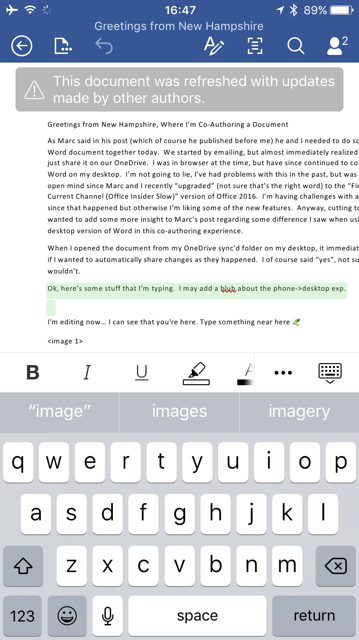 16:47
89%
Greetings from New Hampshire
2
This document was refreshed with updates
made by other authors.
Greetings from New Hampshire, Where I'm Co-Authoring a Document
As Marc said in his post (which of course he published before me) he and I needed to do so
Word document together today. We started by emailing, but almost immediately realized
just share it on our OneDrive. I was in browser at the time, but have since continued to co
Word on my desktop. I'm not going to lie, I've had problems with this in the past, but was
open mind since Marc and I recently "upgraded" (not sure that's the right word) to the "Fir
Current Channel (Office Insider Slow)" version of Office 2016. I'm having challenges with a
since that happened but otherwise I'm liking some of the new features. Anyway, cutting to
wanted to add some more insight to Marc's post regarding some difference I saw when usi
desktop version of Word in this co-authoring experience.
When I opened the document from my OneDrive sync'd folder on my desktop, it immediat
if I wanted to automatically share changes as they happened. I of course said "yes", not su
wouldn't.
Ok, here's some stuff that I'm typing. I may add a blub about the phone->desktop exp.
I'm editing now... I can see that you're here. Type something near here
<image 1>
B I U A
"image" images imagery
q w e r t y u i o p
a s d f g h j k l
z x c v b n m
123 space return